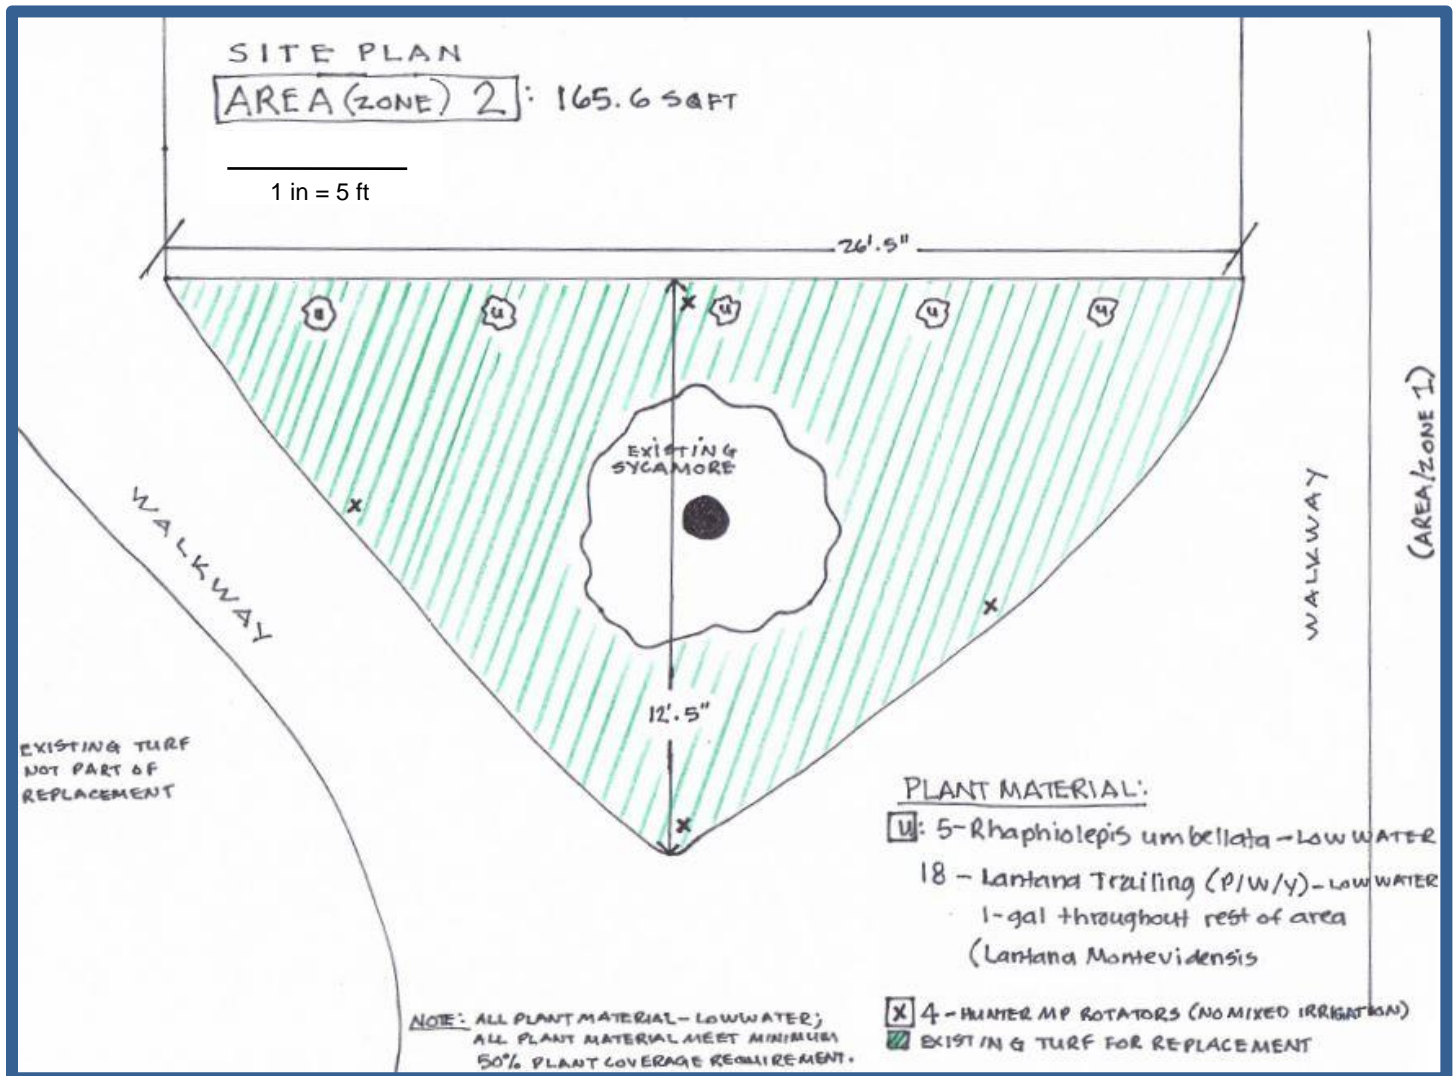 SITE PLAN
AREA (ZONE) 2 : 165.6 SQFT
1 in = 5 ft
26'.5"
u
u
u
u
u
x
EXISTING
SYCAMORE
x
x
12'.5"
x
WALKWAY
WALKWAY
(AREA/ZONE 1)
EXISTING TURF
NOT PART OF
REPLACEMENT
PLANT MATERIAL:
u : 5-Rhaphiolepis umbellata - LOW WATER
18 - Lantana Trailing (P/W/Y) - LOW WATER
1-gal throughout rest of area
(Lantana Montevidensis
X 4 - HUNTER MP ROTATORS (NO MIXED IRRIGATION)
EXISTING TURF FOR REPLACEMENT
NOTE: ALL PLANT MATERIAL - LOW WATER;
ALL PLANT MATERIAL MEET MINIMUM
50% PLANT COVERAGE REQUIREMENT.